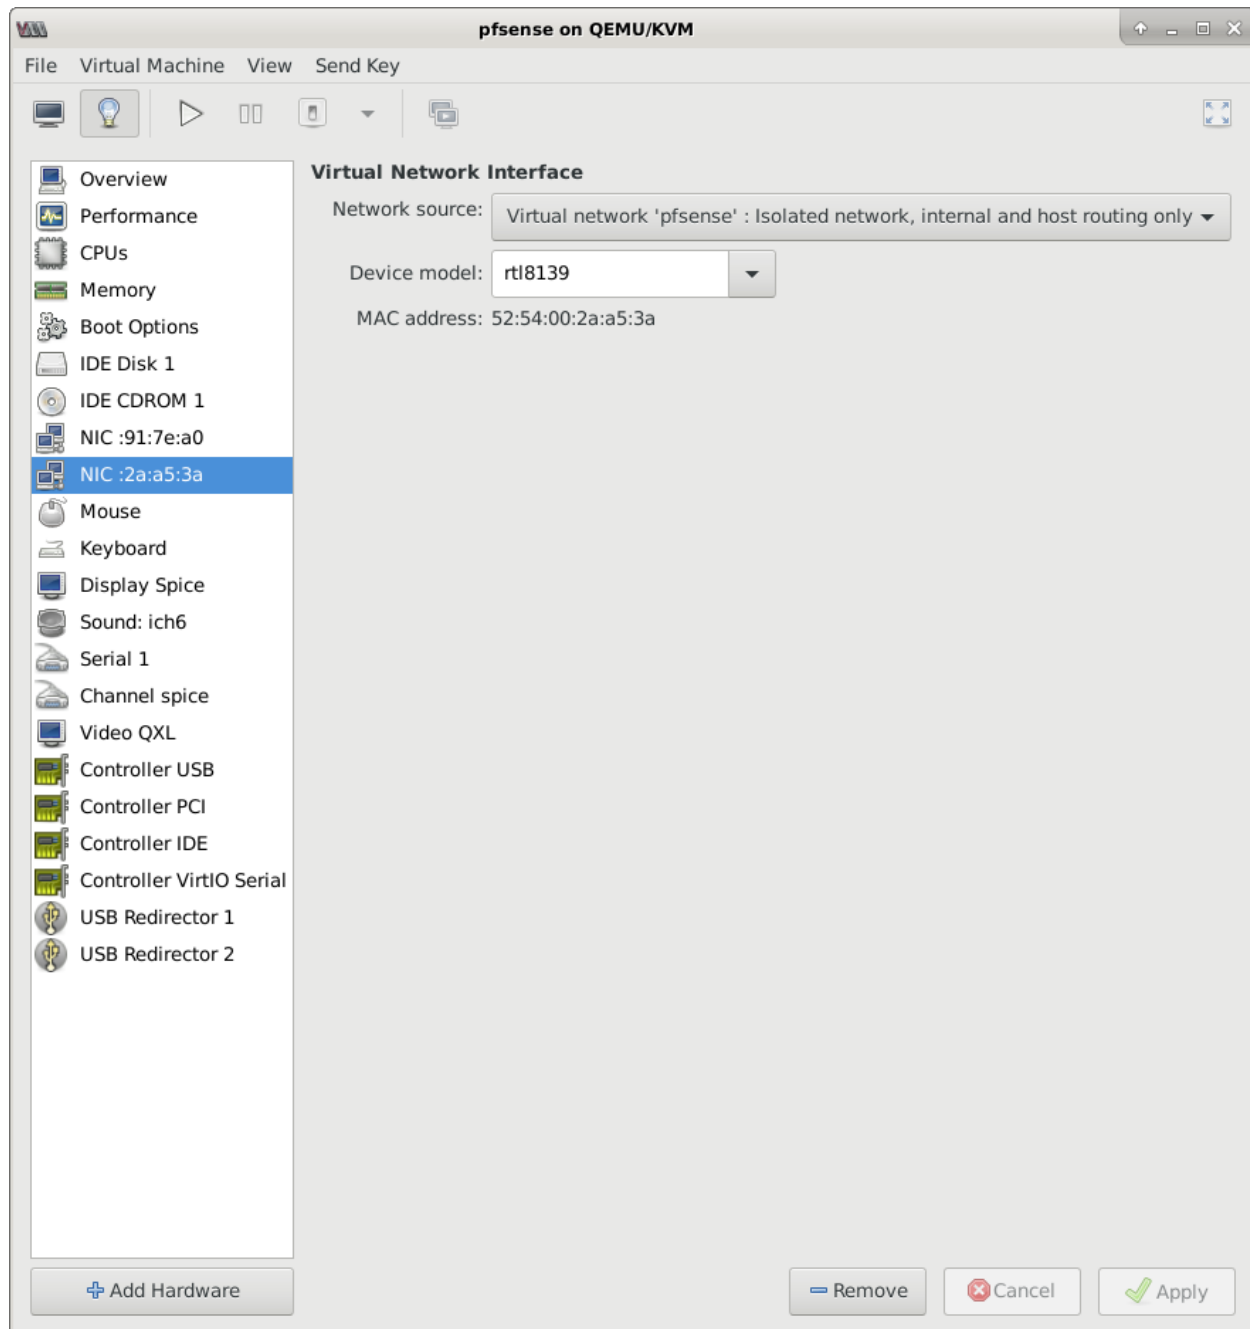 pfsense on QEMU/KVM
File Virtual Machine View Send Key
Overview
Performance
CPUs
Memory
Boot Options
IDE Disk 1
IDE CDROM 1
NIC :91:7e:a0
NIC :2a:a5:3a
Mouse
Keyboard
Display Spice
Sound: ich6
Serial 1
Channel spice
Video QXL
Controller USB
Controller PCI
Controller IDE
Controller VirtIO Serial
USB Redirector 1
USB Redirector 2
Add Hardware
Virtual Network Interface
Network source: Virtual network 'pfsense' : Isolated network, internal and host routing only
Device model: rtl8139
MAC address: 52:54:00:2a:a5:3a
Remove Cancel Apply